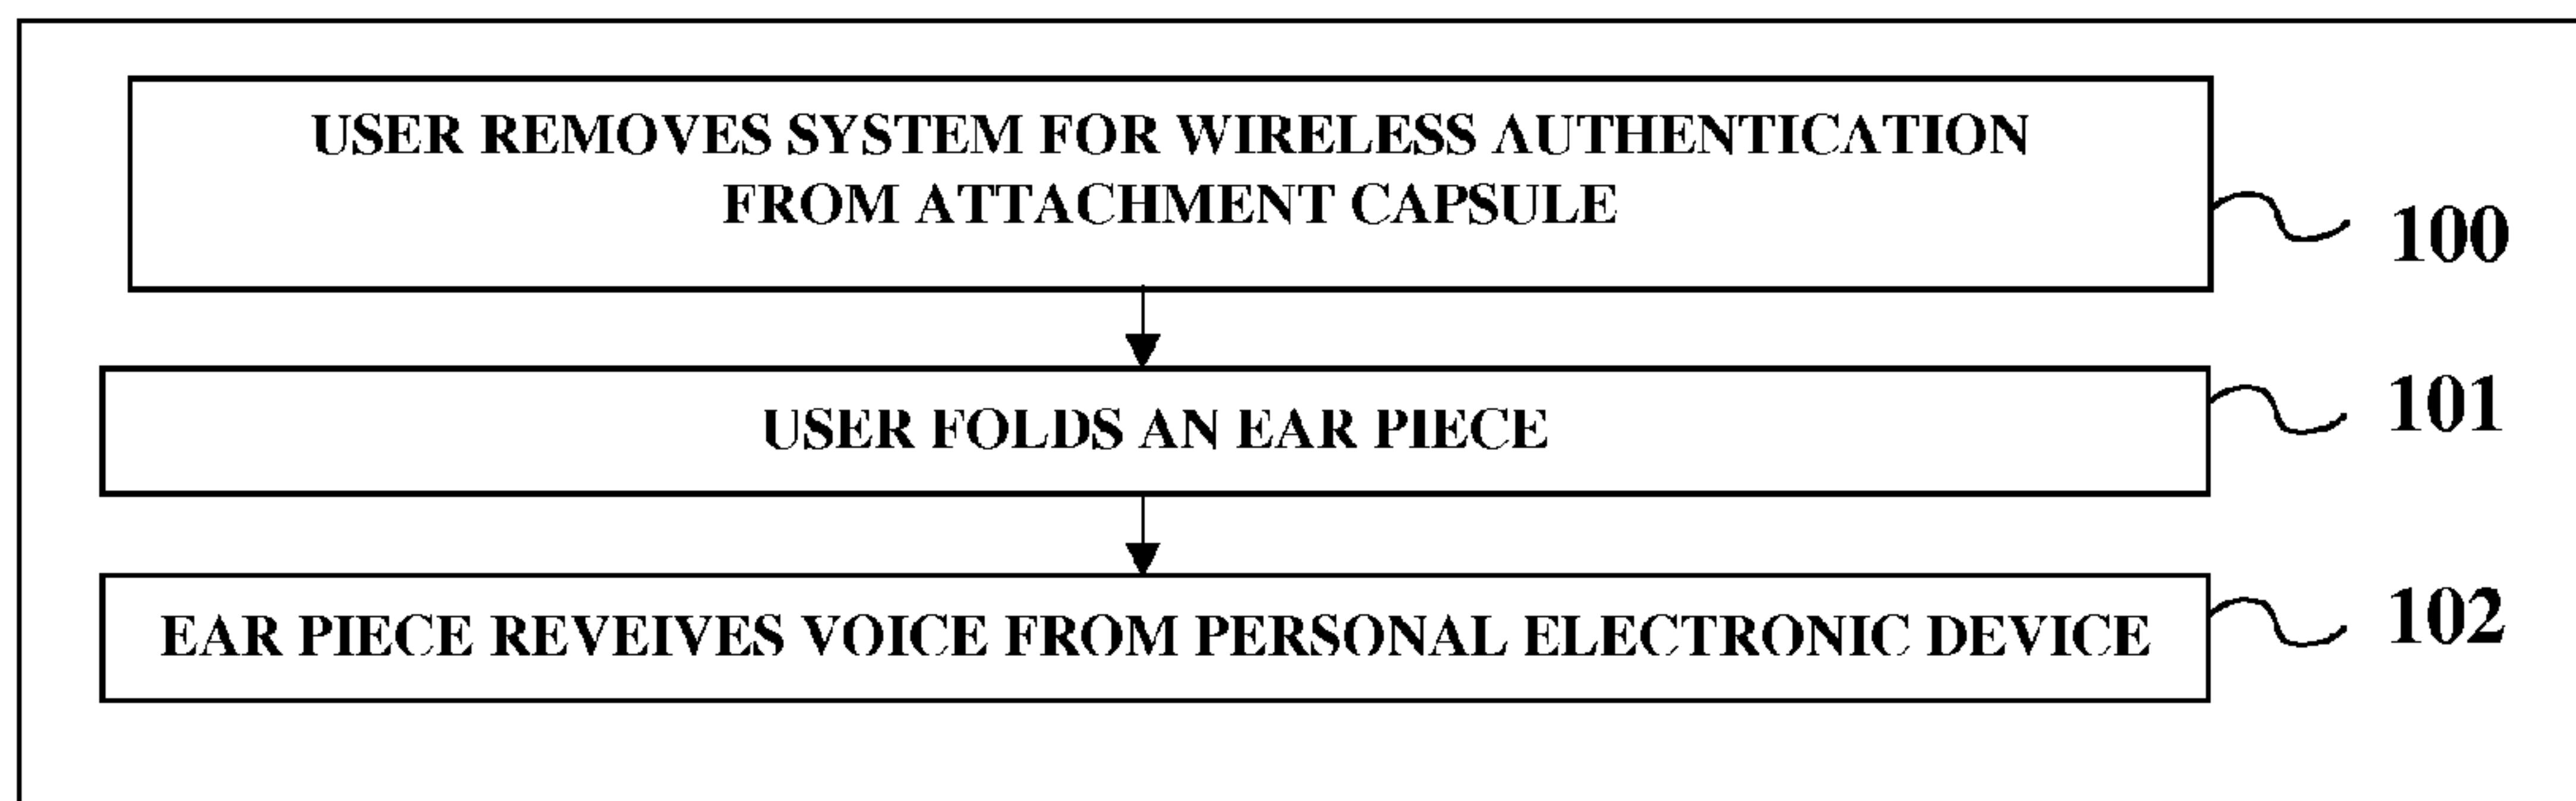 USER REMOVES SYSTEM FOR WIRELESS AUTHENTICATION
FROM ATTACHMENT CAPSULE
100
USER FOLDS AN EAR PIECE
101
EAR PIECE REVEIVES VOICE FROM PERSONAL ELECTRONIC DEVICE
102